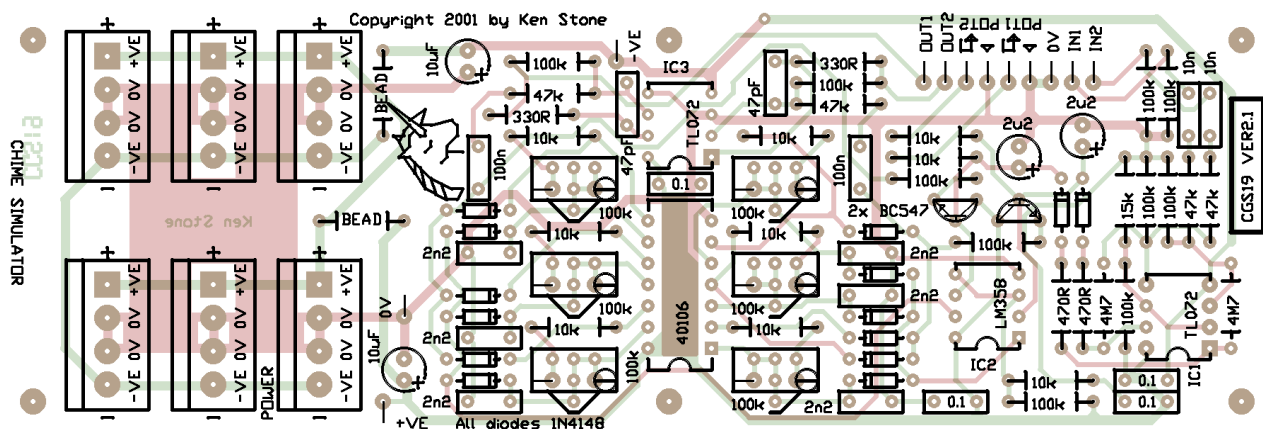 Copyright 2001 by Ken Stone
+VE 0V 0V -VE
+VE 0V 0V -VE
+VE 0V 0V -VE
+VE 0V 0V -VE
+VE 0V 0V -VE
+VE 0V 0V -VE
CHIME SIMULATOR
CGS19
Ken Stone
POWER
BEAD
BEAD
10uF
10uF
0V
+VE
-VE
100k
47k
330R
10k
47pF
100n
IC3
TL072
0.1
40106
100k
10k
100k
10k
100k
2n2
2n2
2n2
All diodes 1N4148
47pF
330R
100k
47k
10k
100n
100k
10k
100k
10k
100k
2x BC547
2n2
2n2
2n2
OUT1
OUT2
POT2
POT1
0V
IN1
IN2
10k
10k
100k
2u2
2u2
100k
100k
10n
10n
15k
100k
100k
47k
47k
CGS19 VER2.1
100k
LM358
IC2
470R
470R
4M7
100k
TL072
IC1
4M7
10k
100k
0.1
0.1
0.1